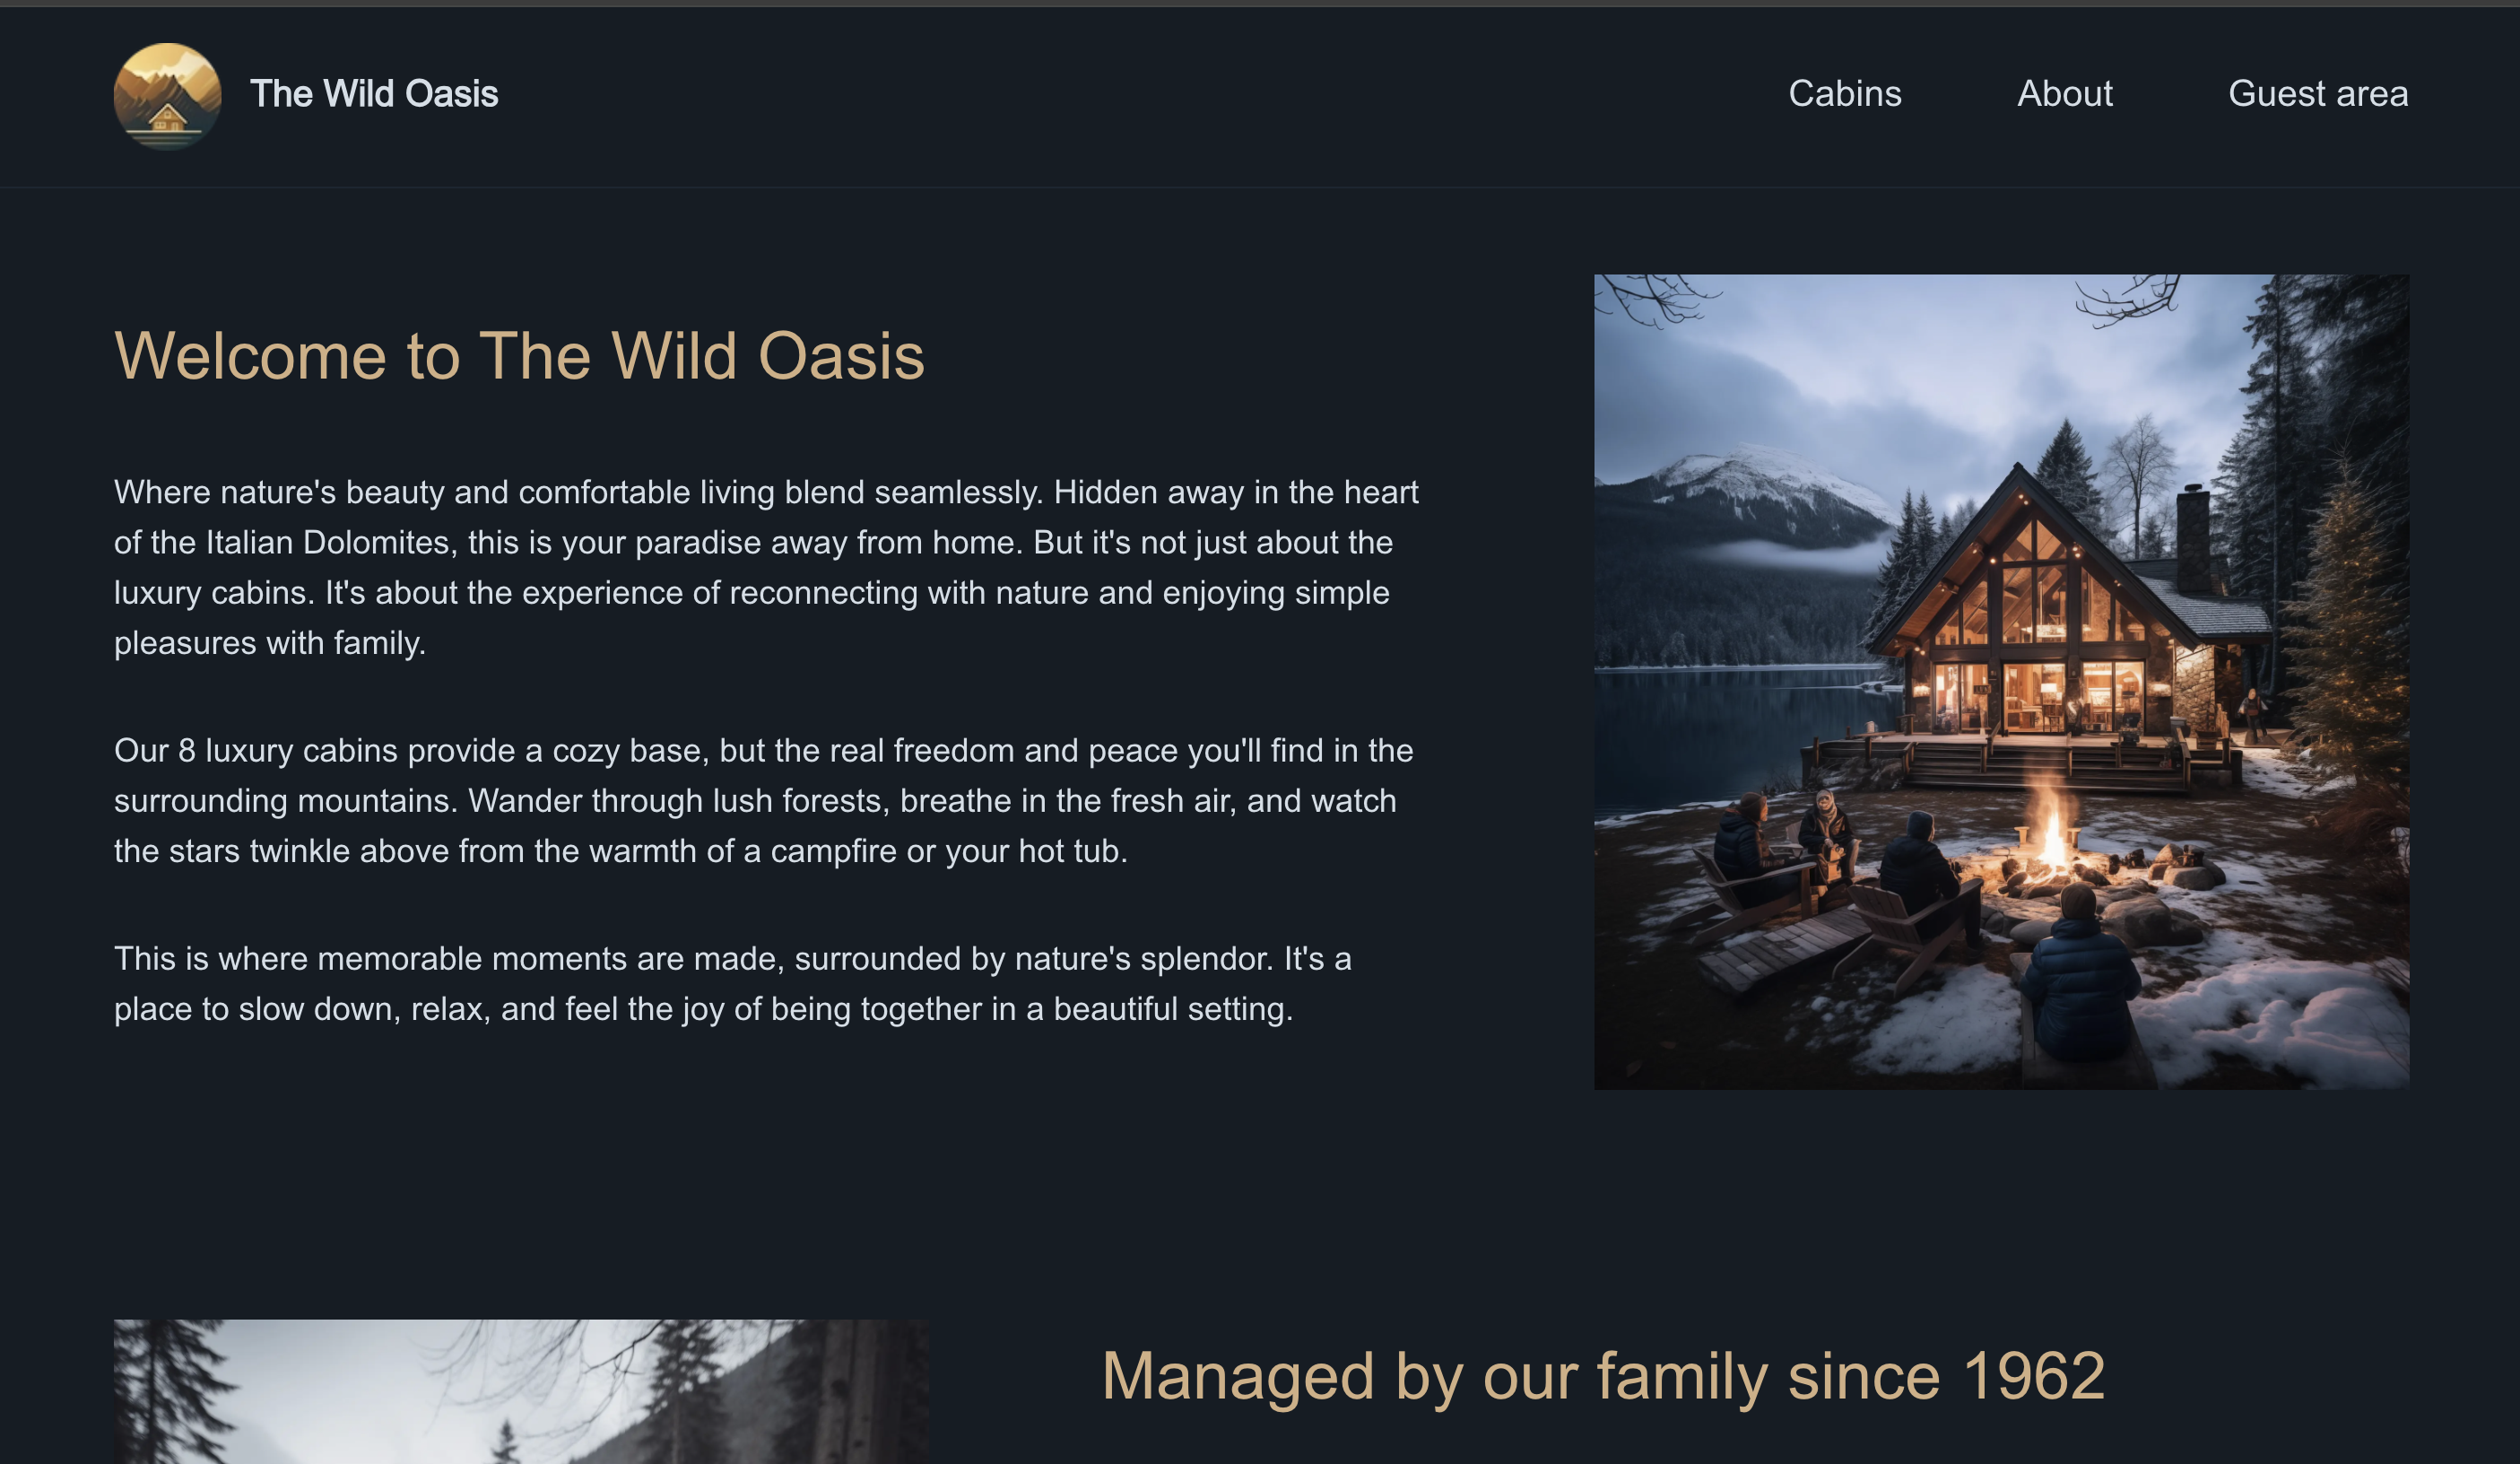 The Wild Oasis
Cabins
About
Guest area
Welcome to The Wild Oasis
Where nature's beauty and comfortable living blend seamlessly. Hidden away in the heart
of the Italian Dolomites, this is your paradise away from home. But it's not just about the
luxury cabins. It's about the experience of reconnecting with nature and enjoying simple
pleasures with family.
Our 8 luxury cabins provide a cozy base, but the real freedom and peace you'll find in the
surrounding mountains. Wander through lush forests, breathe in the fresh air, and watch
the stars twinkle above from the warmth of a campfire or your hot tub.
This is where memorable moments are made, surrounded by nature's splendor. It's a
place to slow down, relax, and feel the joy of being together in a beautiful setting.
Managed by our family since 1962